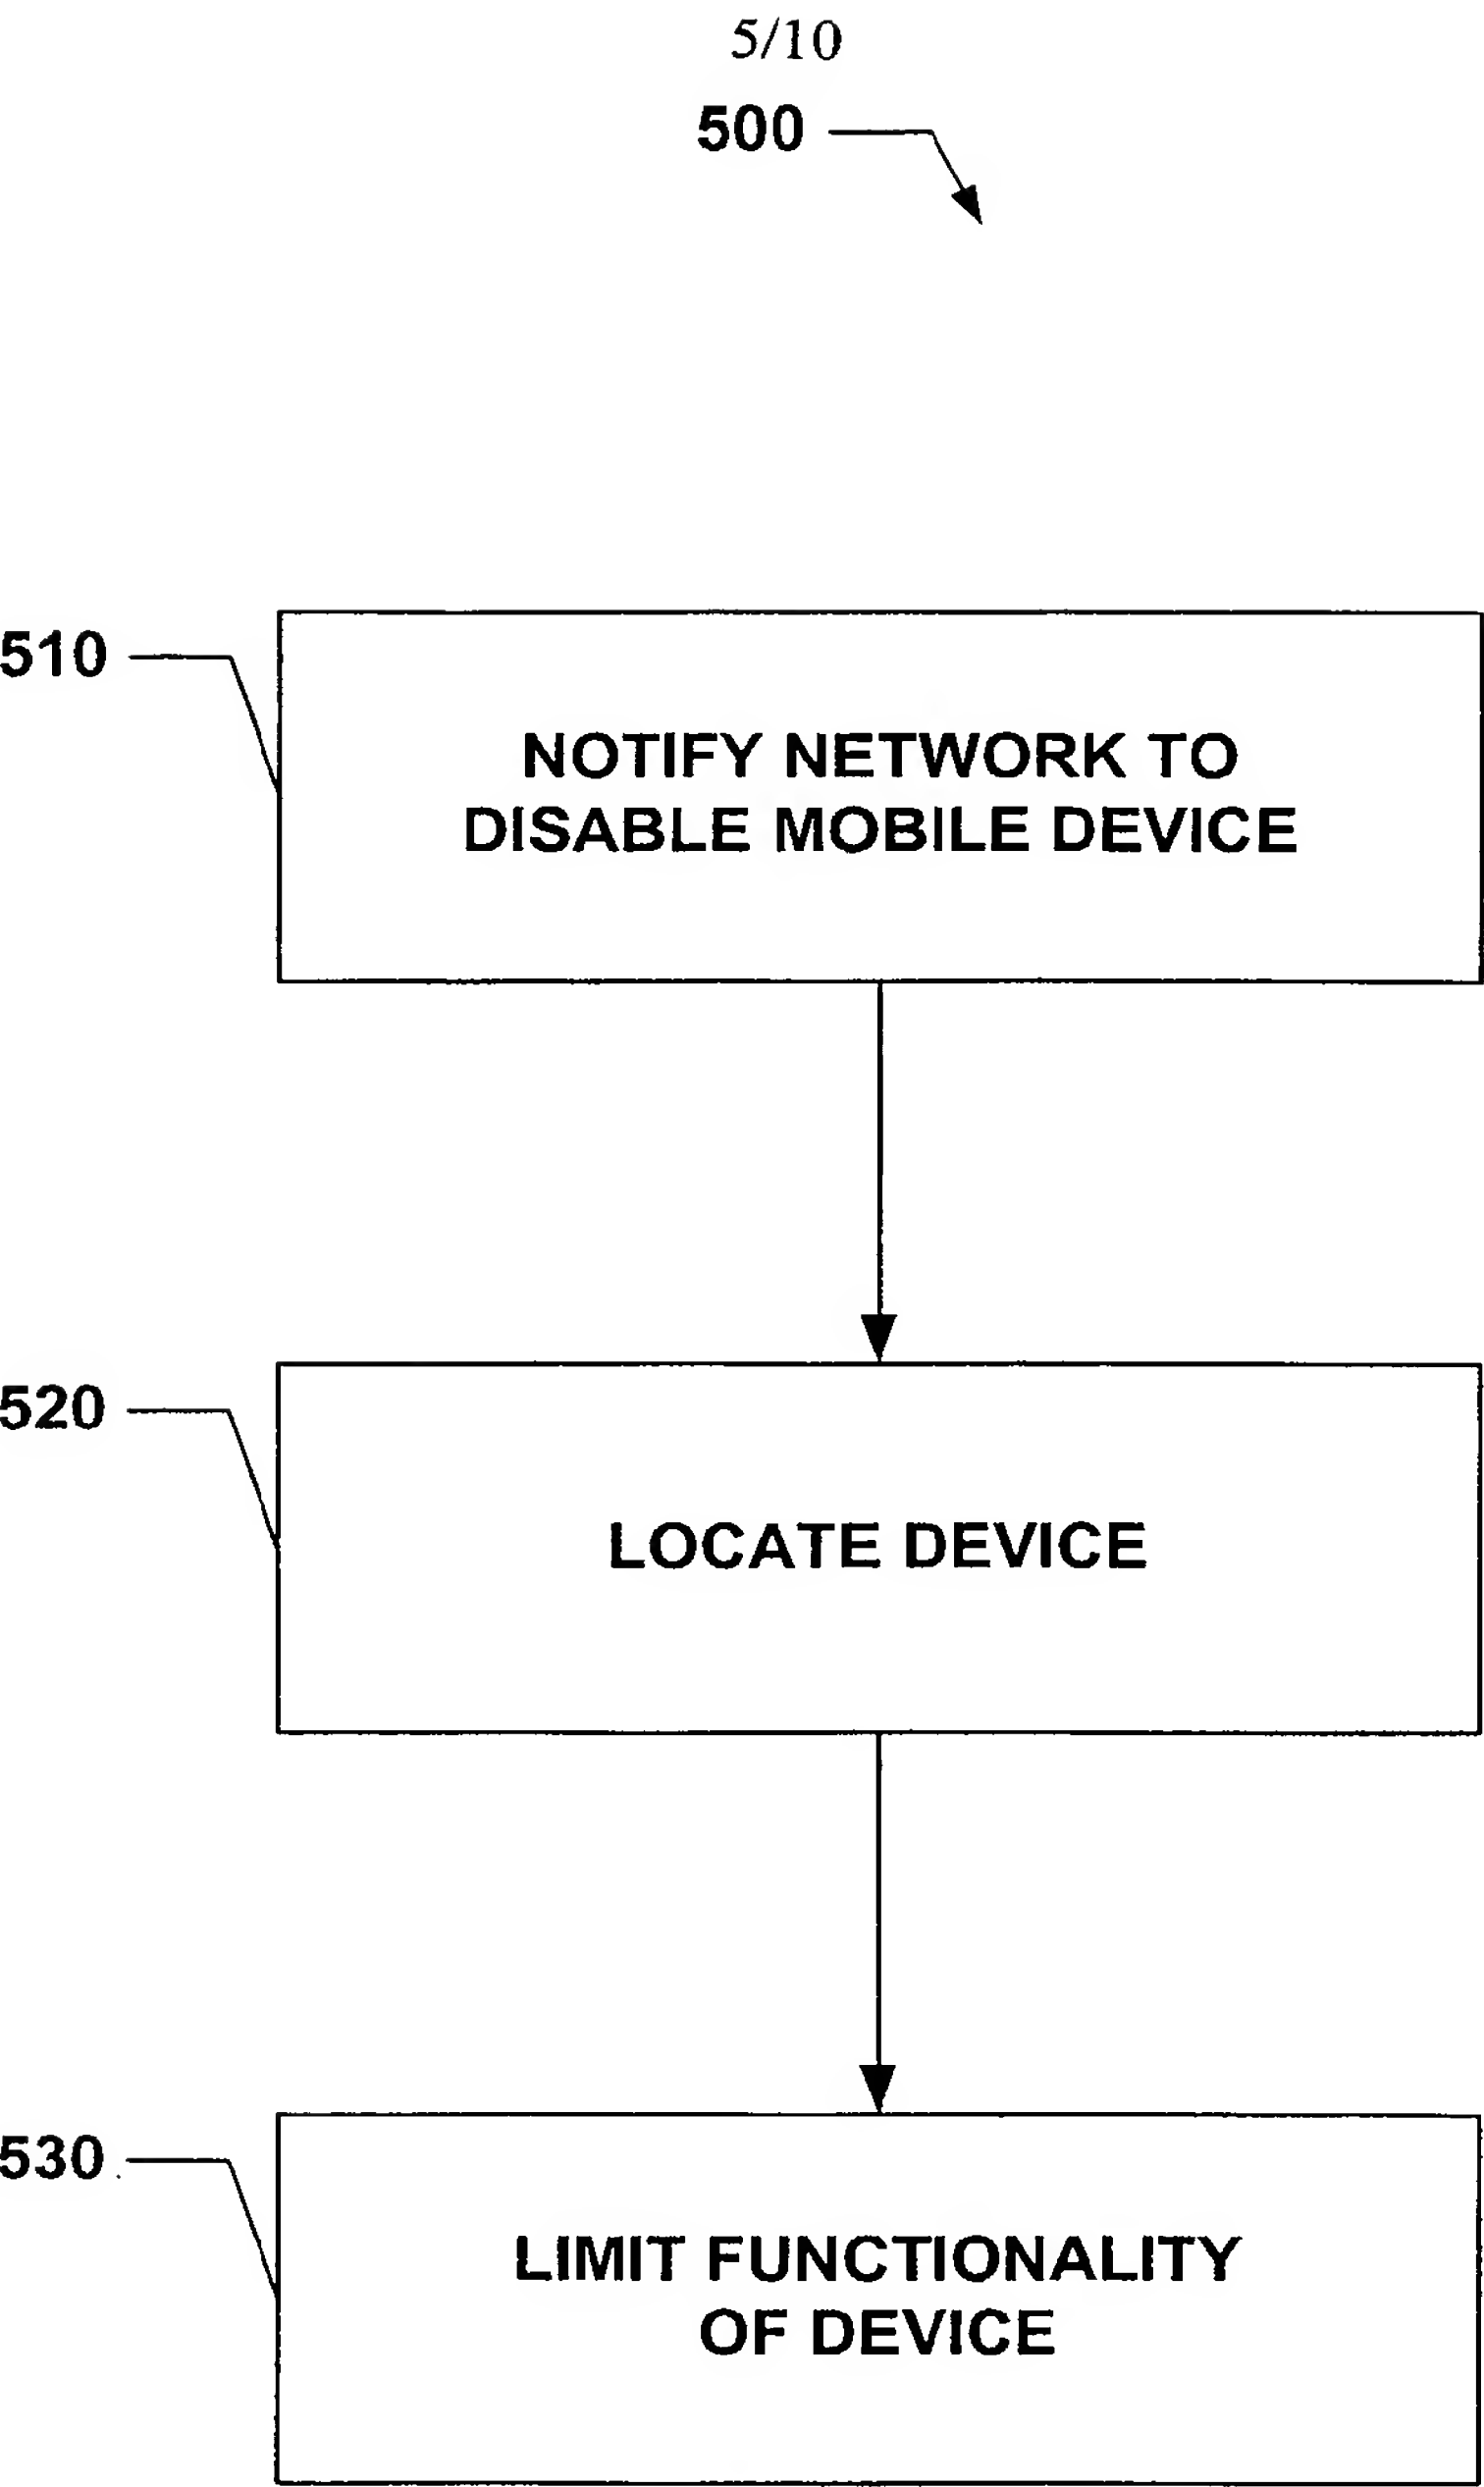 5/10
500
510
NOTIFY NETWORK TO
DISABLE MOBILE DEVICE
520
LOCATE DEVICE
530
LIMIT FUNCTIONALITY
OF DEVICE